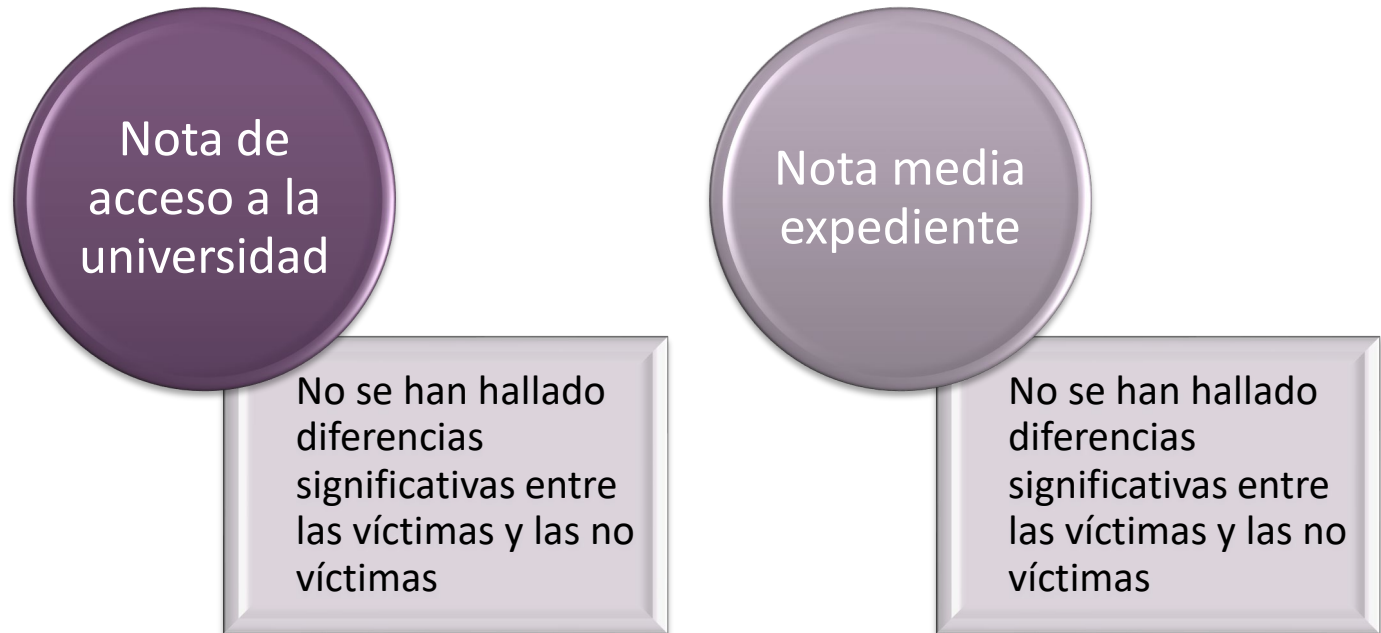 Nota de
acceso a la
universidad
No se han hallado
diferencias
significativas entre
las víctimas y las no
víctimas
Nota media
expediente
No se han hallado
diferencias
significativas entre
las víctimas y las no
víctimas